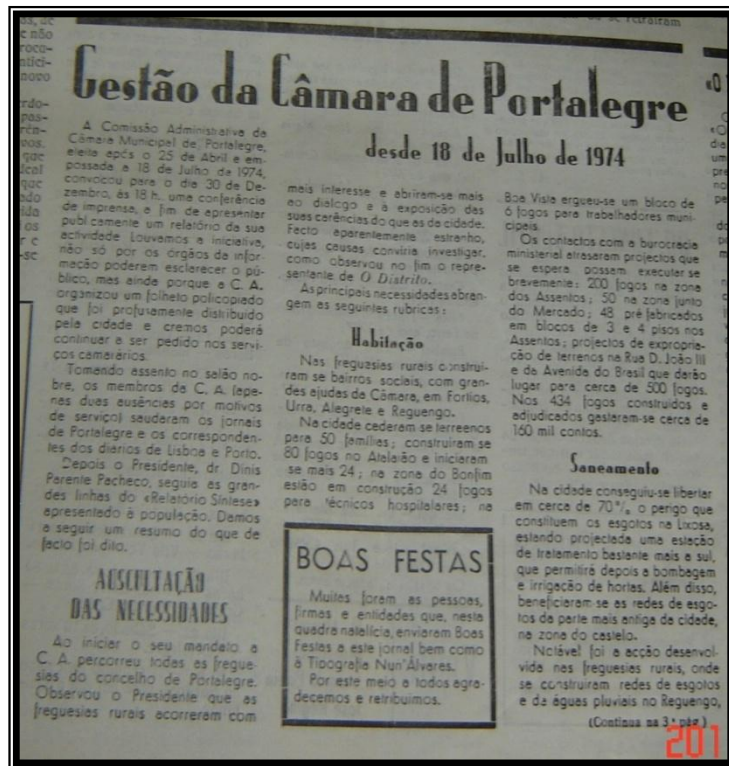 Gestão da Câmara de Portalegre
desde 18 de Julho de 1974
A Comissão Administrativa da
Câmara Municipal de Portalegre,
eleita após o 25 de Abril e em-
possada a 18 de Julho de 1974,
convocou para o dia 30 de De-
zembro, às 18 h. uma conferência
de imprensa, a fim de apresentar
publicamente um relatório da sua
actividade Louvamos a iniciativa,
não só por os órgãos da infor-
mação poderem esclarecer o pú-
blico, mas ainda porque a C. A.
organizou um folheto policopiado
que foi profusamente distribuído
pela cidade e cremos poderá
continuar a ser pedido nos servi-
ços camarários.
Tomando assento no salão no-
bre, os membros da C. A. (ape-
nas duas ausências por motivos
de serviço) saudaram os jornais
de Portalegre e os corresponden-
tes dos diários de Lisboa e Porto.
Depois o Presidente, dr Dinis
Parente Pacheco, seguia as gran-
des linhas do «Relatório Síntese»
apresentado à população. Damos
a seguir um resumo do que de
facto foi dito.
AUSCULTAÇÃO
DAS NECESSIDADES
Ao iniciar o seu mandato a
C. A. percorreu todas as fregue-
sias do concelho de Portalegre.
Observou o Presidente que as
freguesias rurais acorreram com
mais interesse e abriram-se mais
ao diálogo e à exposição das
suas carências do que as da cidade.
Facto aparentemente estranho,
cujas causas conviria investigar,
como observou no fim o repre-
sentante de O Distrito.
As principais necessidades abran-
gem as seguintes rubricas:
Habitação
Nas freguesias rurais construí-
ram se bairros sociais, com gran-
des ajudas da Câmara, em Fortios,
Urra, Alegrete e Reguengo.
Na cidade cederam se terrenos
para 50 famílias; construiram se
80 fogos no Atalaião e iniciaram
se mais 24; na zona do Bonfim
estão em construção 24 fogos
para técnicos hospitalares; na
BOAS FESTAS
Muitas foram as pessoas,
firmas e entidades que, nesta
quadra natalícia, enviaram Boas
Festas a este jornal bem como
à Tipografia Nun'Álvares.
Por este meio a todos agra-
decemos e retribuimos.
Boa Vista ergueu-se um bloco de
6 fogos para trabalhadores muni-
cipais.
Os contactos com a burocracia
ministerial atrasaram projectos que
se espera possam executar se
brevemente: 200 fogos na zona
dos Assentos; 50 na zona junto
do Mercado; 48 pré fabricados
em blocos de 3 e 4 pisos nos
Assentos; projectos de expropria-
ção de terrenos na Rua D. João III
e da Avenida do Brasil que darão
lugar para cerca de 500 fogos.
Nos 434 fogos construidos e
adjudicados gastaram-se cerca de
160 mil contos.
Saneamento
Na cidade conseguiu-se libertar
em cerca de 70%, o perigo que
constituem os esgotos na Lixosa,
estando projectada uma estação
de tratamento bastante mais a sul,
que permitirá depois a bombagem
e irrigação de hortas. Além disso,
beneficiaram-se as redes de esgo-
tos da parte mais antiga da cidade,
na zona do castelo.
Notável foi a acção desenvol-
vida nas freguesias rurais, onde
se construiram redes de esgotos
e de águas pluviais no Reguengo,
(Continua na 3.ª pág.)
201